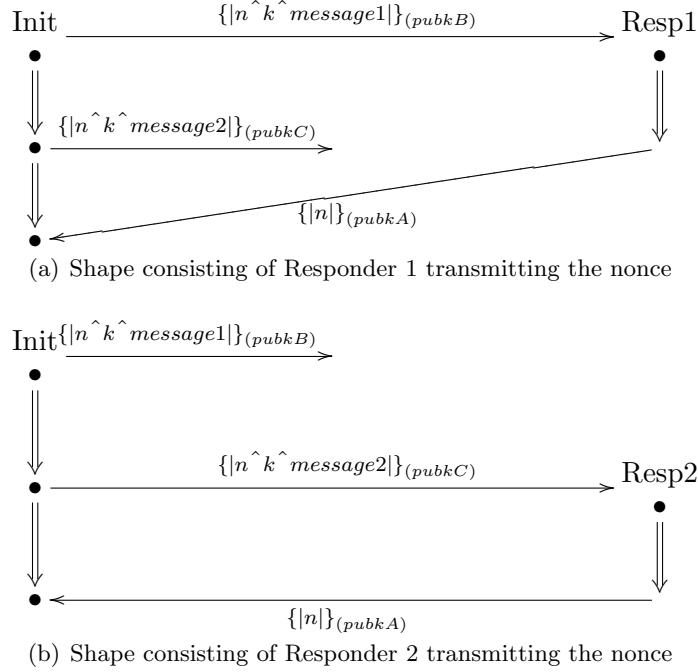 {|n^k^message1|}(pubkB)
Init Resp1
{|n^k^message2|}(pubkC)
{|n|}(pubkA)
(a) Shape consisting of Responder 1 transmitting the nonce
Init {|n^k^message1|}(pubkB)
{|n^k^message2|}(pubkC)
Resp2
{|n|}(pubkA)
(b) Shape consisting of Responder 2 transmitting the nonce